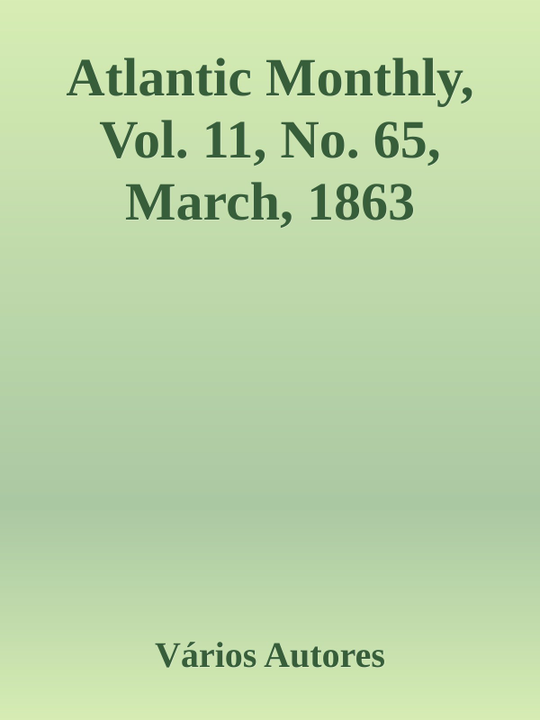 Atlantic Monthly,
Vol. 11, No. 65,
March, 1863
Vários Autores